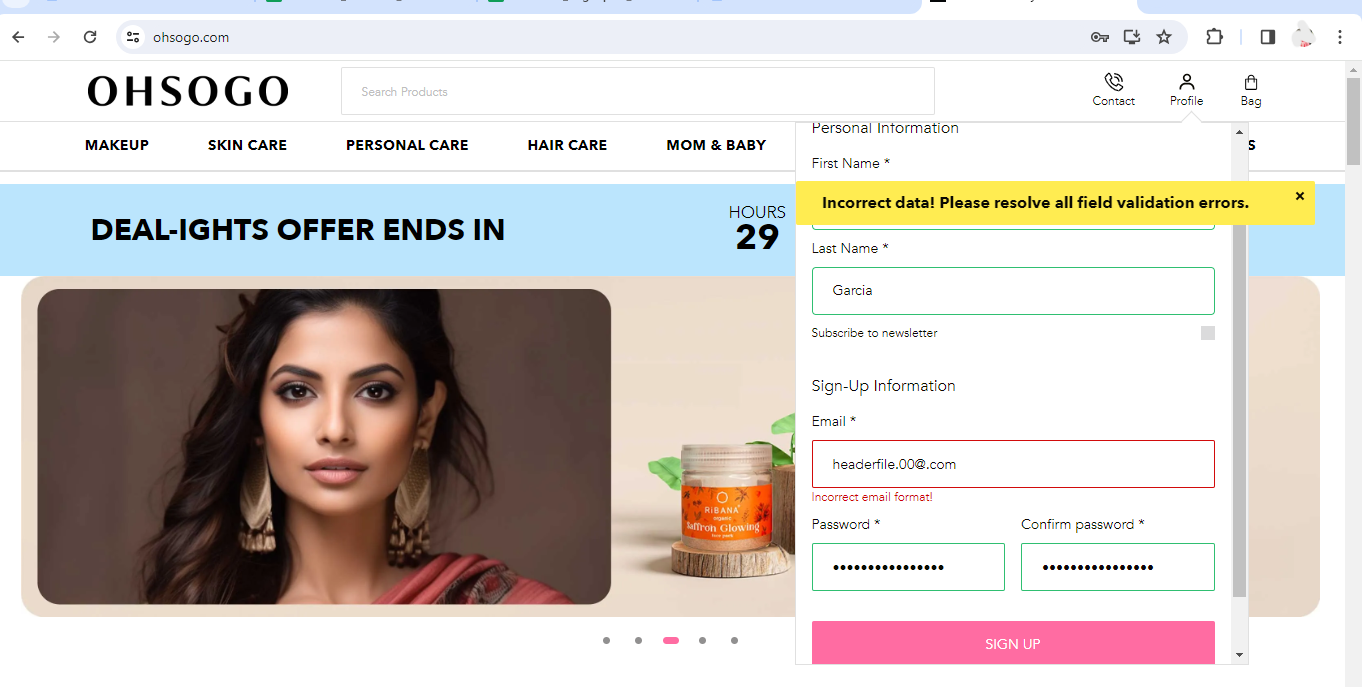 ohsogo.com
OHSOGO
Search Products
Contact
Profile
Bag
MAKEUP SKIN CARE PERSONAL CARE HAIR CARE MOM & BABY
S
Personal Information
First Name *
Incorrect data! Please resolve all field validation errors.
DEAL-IGHTS OFFER ENDS IN
HOURS
29
Last Name *
Garcia
Subscribe to newsletter
Sign-Up Information
Email *
headerfile.00@.com
Incorrect email format!
Password *
Confirm password *
••••••••••••••••
••••••••••••••••
SIGN UP
RiBANA
ORGANIC
Saffron Glowing
face pack